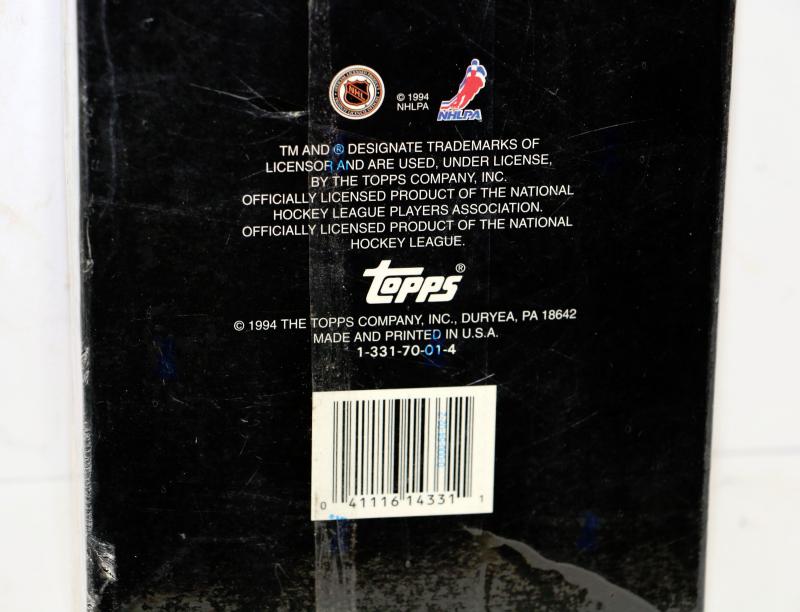 NHL
© 1994
NHLPA
NHLPA
TM AND ® DESIGNATE TRADEMARKS OF
LICENSOR AND ARE USED, UNDER LICENSE,
BY THE TOPPS COMPANY, INC.
OFFICIALLY LICENSED PRODUCT OF THE NATIONAL
HOCKEY LEAGUE PLAYERS ASSOCIATION.
OFFICIALLY LICENSED PRODUCT OF THE NATIONAL
HOCKEY LEAGUE.
topps®
© 1994 THE TOPPS COMPANY, INC., DURYEA, PA 18642
MADE AND PRINTED IN U.S.A.
1-331-70-01-4
0 41116 14331 1